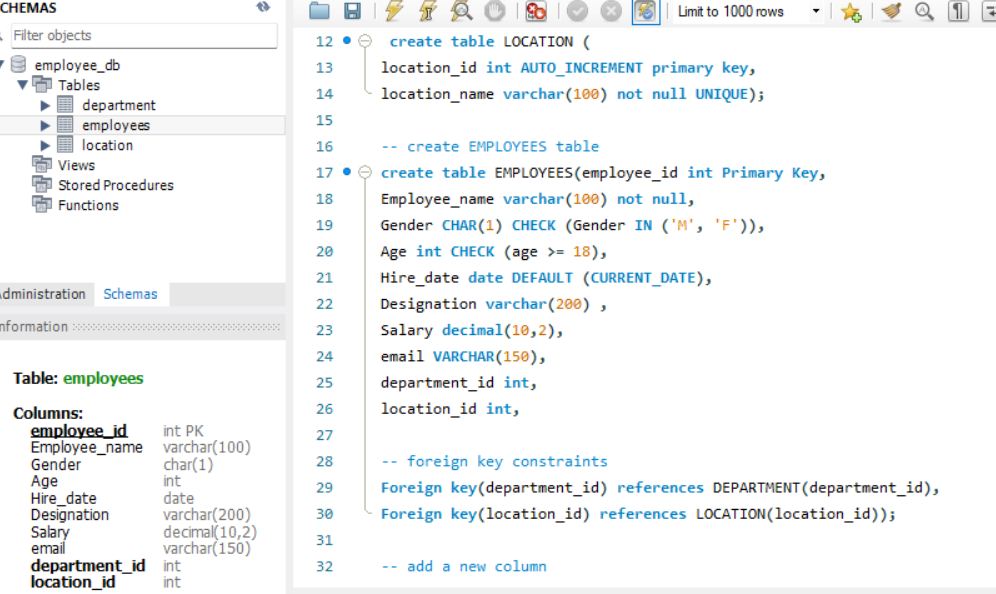 SCHEMAS
Filter objects
employee_db
Tables
department
employees
location
Views
Stored Procedures
Functions
Administration Schemas
Information
Table: employees
Columns:
employee_id int PK
Employee_name varchar(100)
Gender char(1)
Age int
Hire_date date
Designation varchar(200)
Salary decimal(10,2)
email varchar(150)
department_id int
location_id int
Limit to 1000 rows
12 create table LOCATION (
13 location_id int AUTO_INCREMENT primary key,
14 location_name varchar(100) not null UNIQUE);
15
16 -- create EMPLOYEES table
17 create table EMPLOYEES(employee_id int Primary Key,
18 Employee_name varchar(100) not null,
19 Gender CHAR(1) CHECK (Gender IN ('M', 'F')),
20 Age int CHECK (age >= 18),
21 Hire_date date DEFAULT (CURRENT_DATE),
22 Designation varchar(200) ,
23 Salary decimal(10,2),
24 email VARCHAR(150),
25 department_id int,
26 location_id int,
27
28 -- foreign key constraints
29 Foreign key(department_id) references DEPARTMENT(department_id),
30 Foreign key(location_id) references LOCATION(location_id));
31
32 -- add a new column